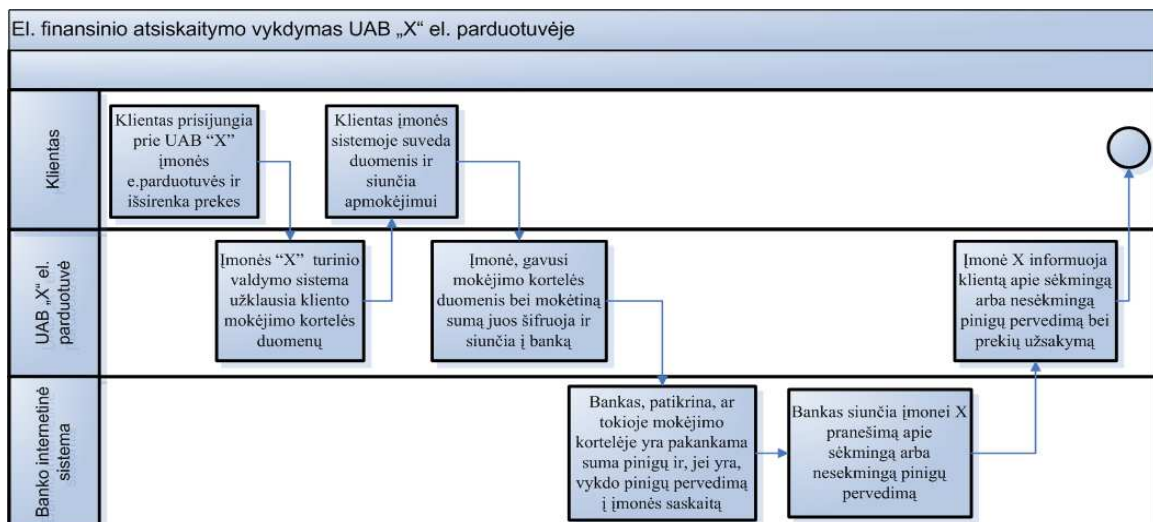 El. finansinio atsiskaitymo vykdymas UAB „X“ el. parduotuvėje
Klientas
Klientas prisijungia
prie UAB “X”
įmonės
e.parduotuvės ir
išsirenka prekes
Klientas įmonės
sistemoje suveda
duomenis ir
siunčia
apmokėjimui
UAB „X“ el.
parduotuvė
Įmonės “X” turinio
valdymo sistema
užklausia kliento
mokėjimo kortelės
duomenų
Įmonė, gavusi
mokėjimo kortelės
duomenis bei mokėtiną
sumą juos šifruoja ir
siunčia į banką
Įmonė X informuoja
klientą apie sėkmingą
arba nesėkmingą
pinigų pervedimą bei
prekių užsakymą
Banko internetinė
sistema
Bankas, patikrina, ar
tokioje mokėjimo
kortelėje yra pakankama
suma pinigų ir, jei yra,
vykdo pinigų pervedimą
į įmonės saskaitą
Bankas siunčia įmonei X
pranešimą apie
sėkmingą arba
nesekmingą pinigų
pervedimą